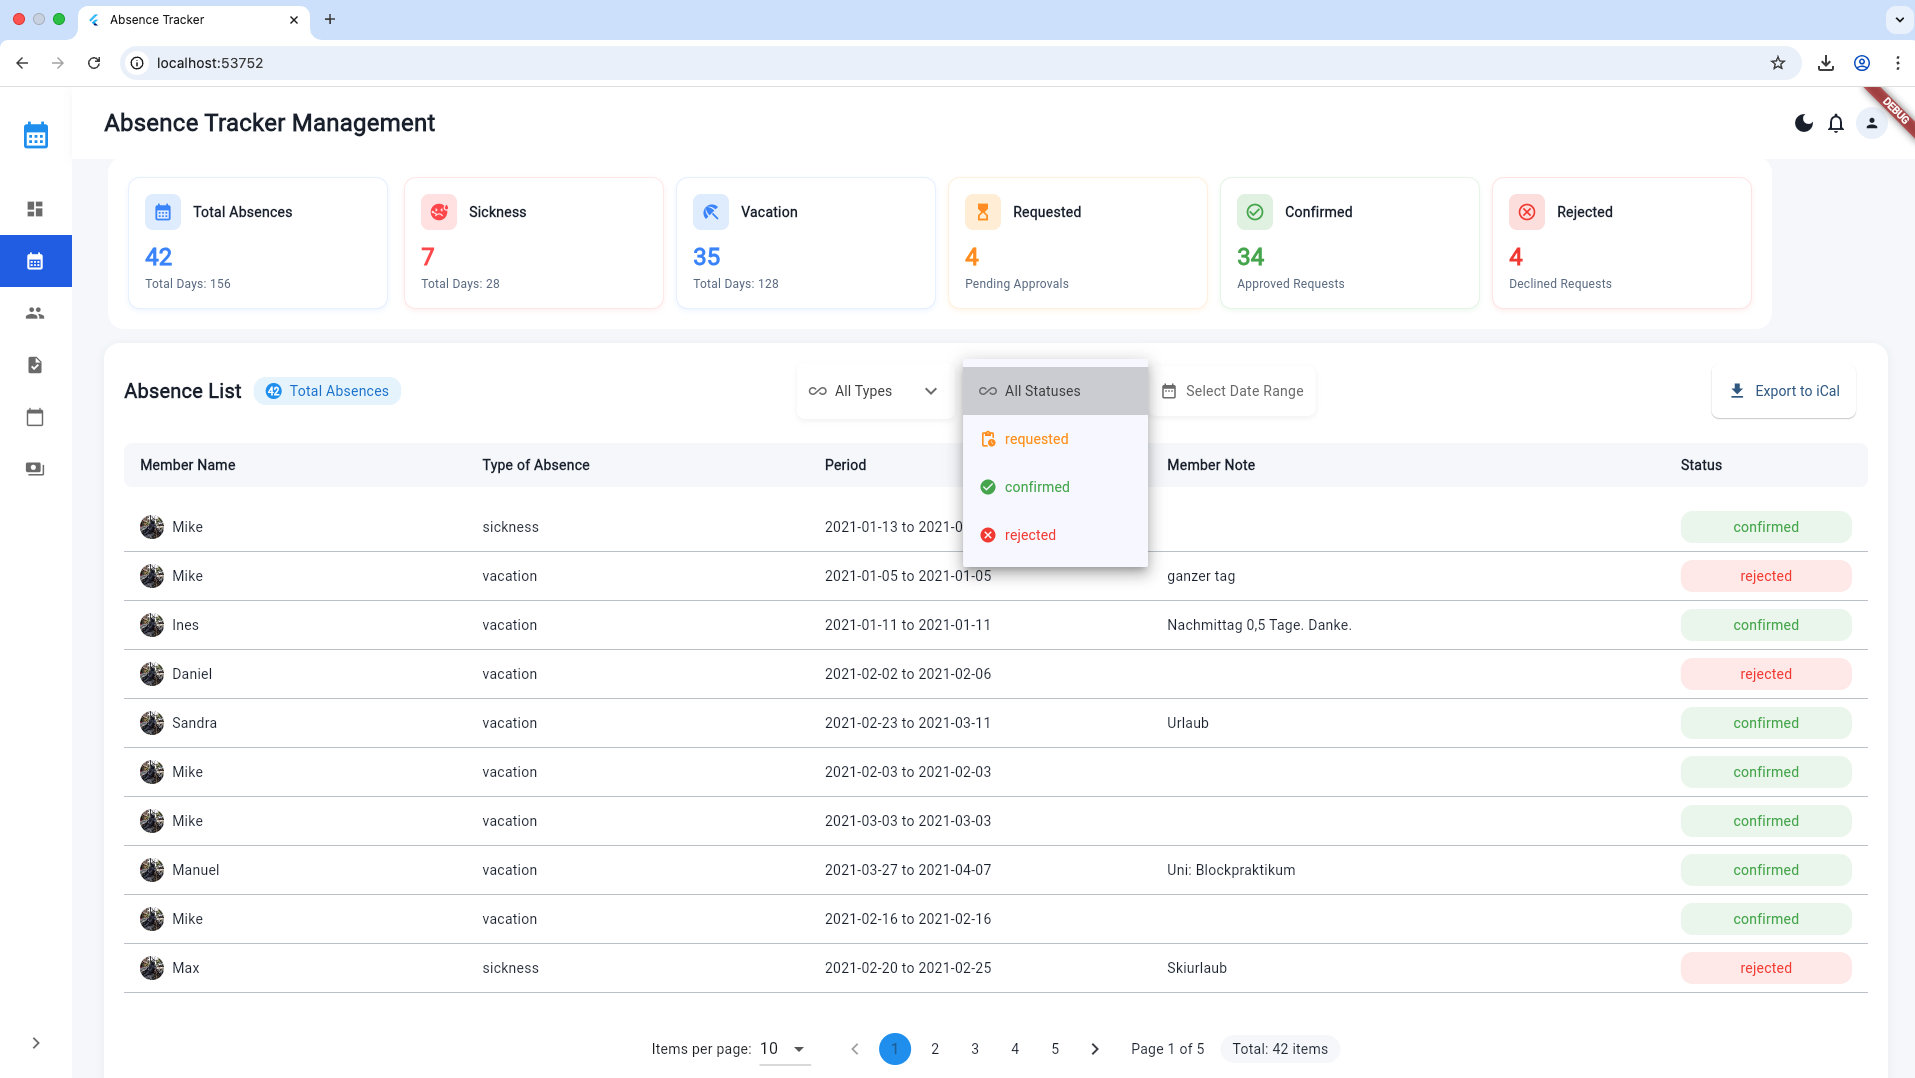 Absence Tracker
localhost:53752
DEBUG
Absence Tracker Management
Total Absences
42
Total Days: 156
Sickness
7
Total Days: 28
Vacation
35
Total Days: 128
Requested
4
Pending Approvals
Confirmed
34
Approved Requests
Rejected
4
Declined Requests
Absence List
42 Total Absences
All Types
All Statuses
requested
confirmed
rejected
Select Date Range
Export to iCal
Member Name Type of Absence Period Member Note Status
Mike sickness 2021-01-13 to 2021-0 confirmed
Mike vacation 2021-01-05 to 2021-01-05 ganzer tag rejected
Ines vacation 2021-01-11 to 2021-01-11 Nachmittag 0,5 Tage. Danke. confirmed
Daniel vacation 2021-02-02 to 2021-02-06 rejected
Sandra vacation 2021-02-23 to 2021-03-11 Urlaub confirmed
Mike vacation 2021-02-03 to 2021-02-03 confirmed
Mike vacation 2021-03-03 to 2021-03-03 confirmed
Manuel vacation 2021-03-27 to 2021-04-07 Uni: Blockpraktikum confirmed
Mike vacation 2021-02-16 to 2021-02-16 confirmed
Max sickness 2021-02-20 to 2021-02-25 Skiurlaub rejected
Items per page: 10 1 2 3 4 5 Page 1 of 5 Total: 42 items